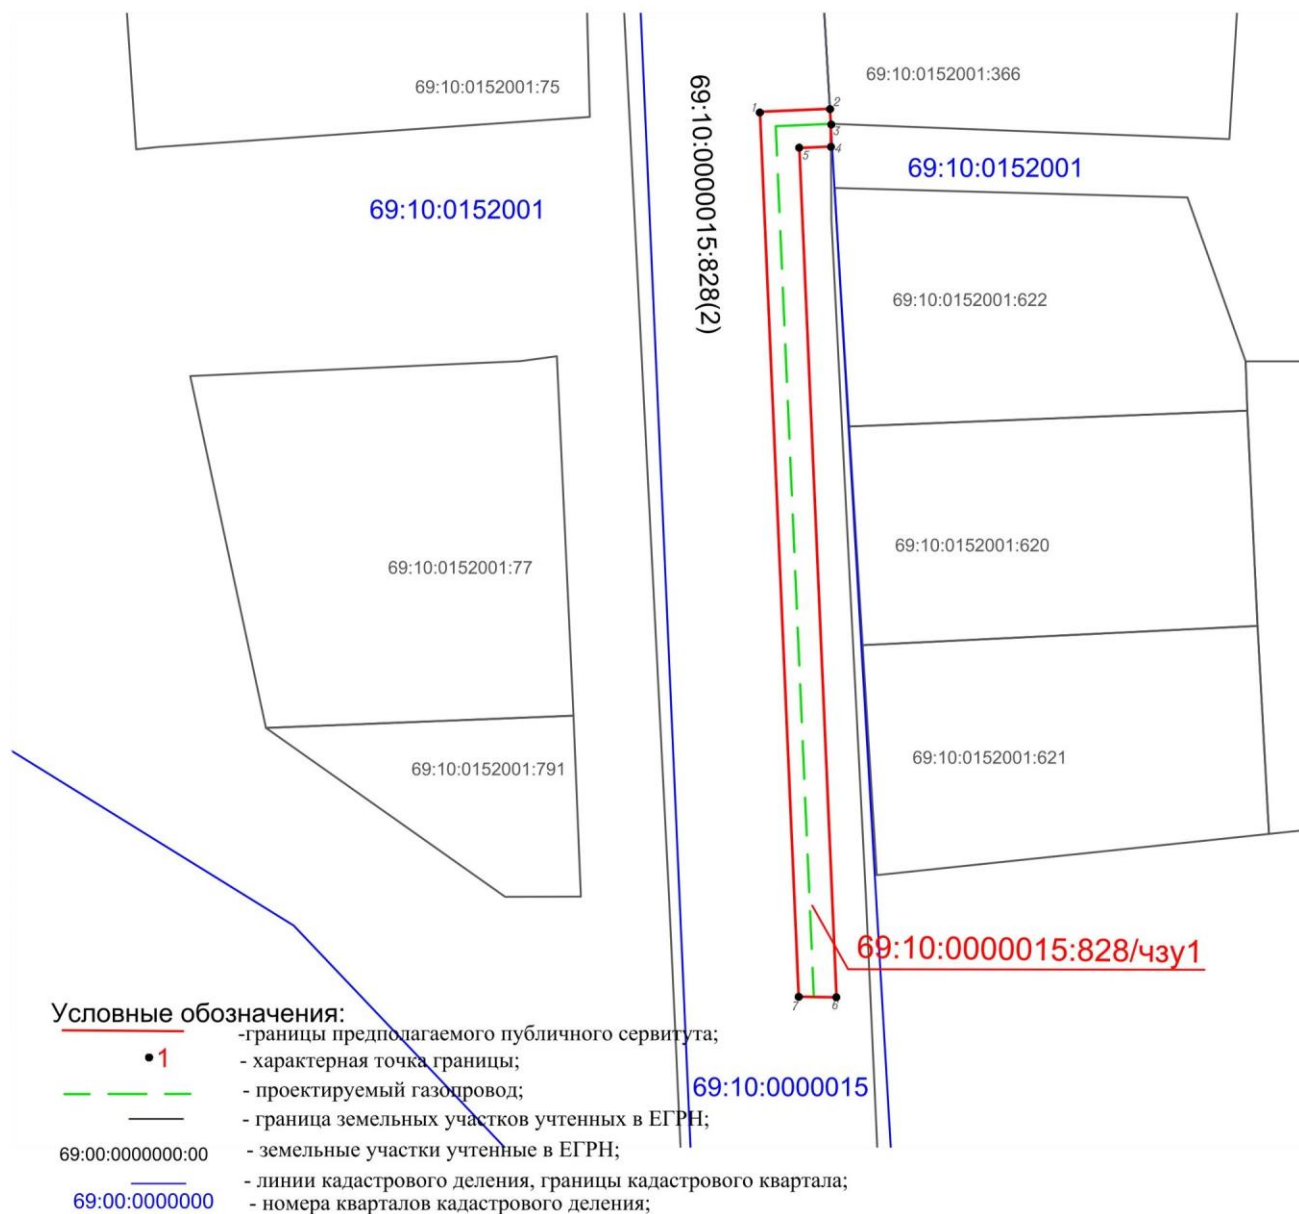 69:10:0152001:366
69:10:0152001:75
69:10:0000015:828(2)
1
2
3
4
5
69:10:0152001
69:10:0152001
69:10:0152001:622
69:10:0152001:620
69:10:0152001:77
69:10:0152001:621
69:10:0152001:791
69:10:0000015:828/чзу1
7
6
69:10:0000015
Условные обозначения:
-границы предполагаемого публичного сервитута;
1 - характерная точка границы;
- проектируемый газопровод;
- граница земельных участков учтенных в ЕГРН;
69:00:0000000:00 - земельные участки учтенные в ЕГРН;
- линии кадастрового деления, границы кадастрового квартала;
69:00:0000000 - номера кварталов кадастрового деления;